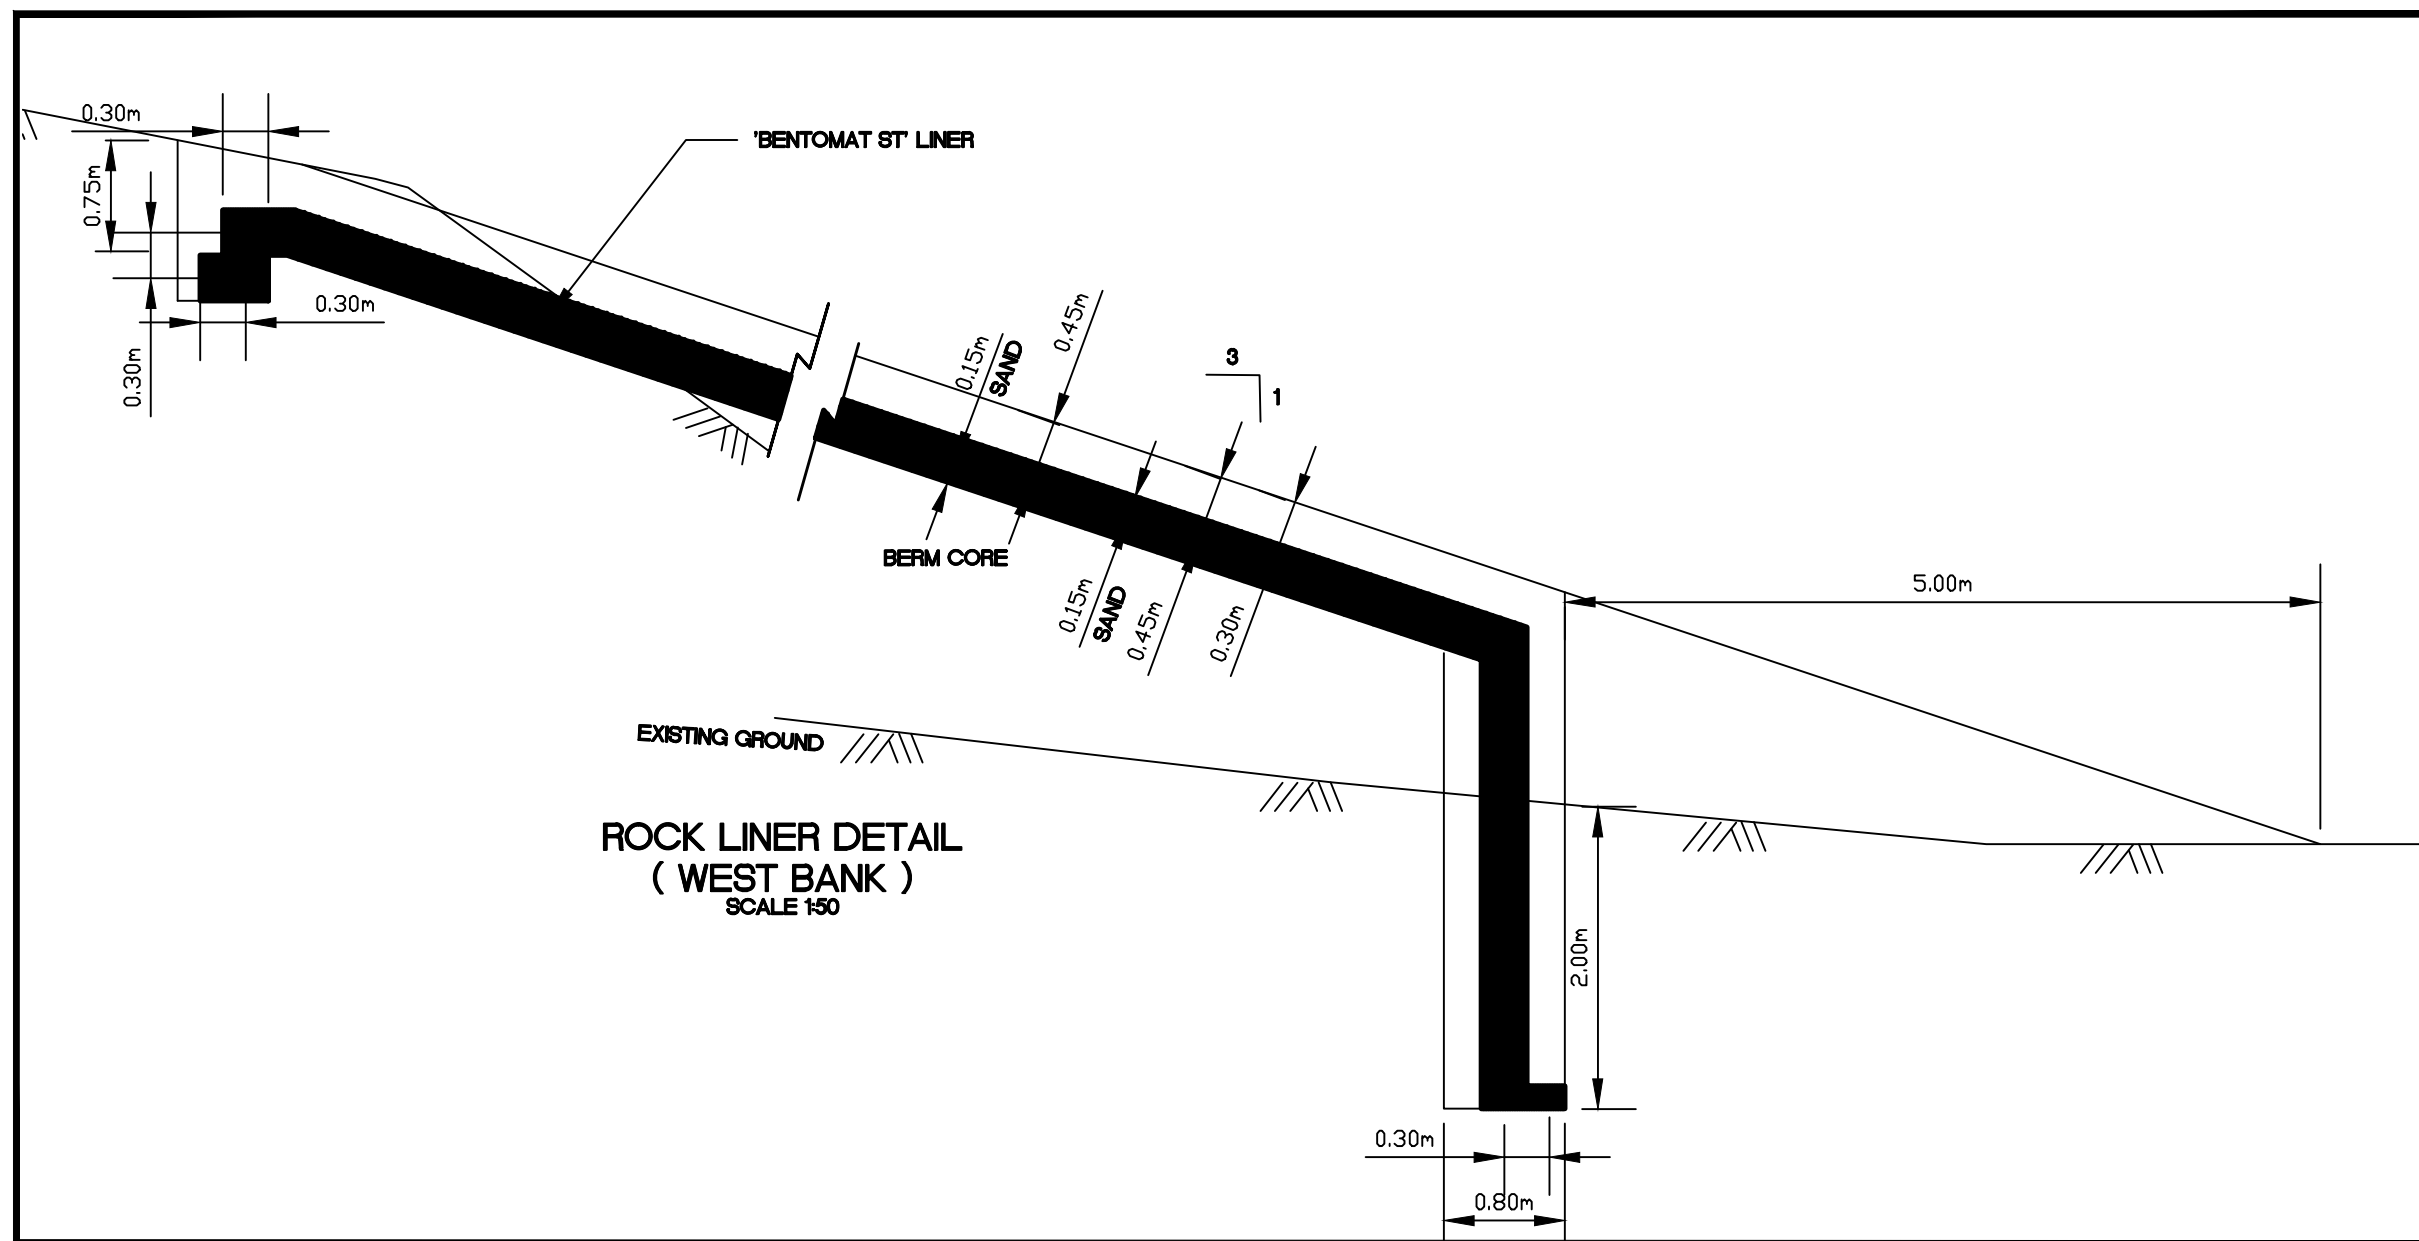 0.30m
'BENTOMAT ST' LINER
0.75m
0.30m
0.30m
0.15m
SAND
0.45m
3
1
BERM CORE
0.15m
SAND
0.45m
0.30m
5.00m
EXISTING GROUND
ROCK LINER DETAIL
( WEST BANK )
SCALE 1:50
2.00m
0.30m
0.80m